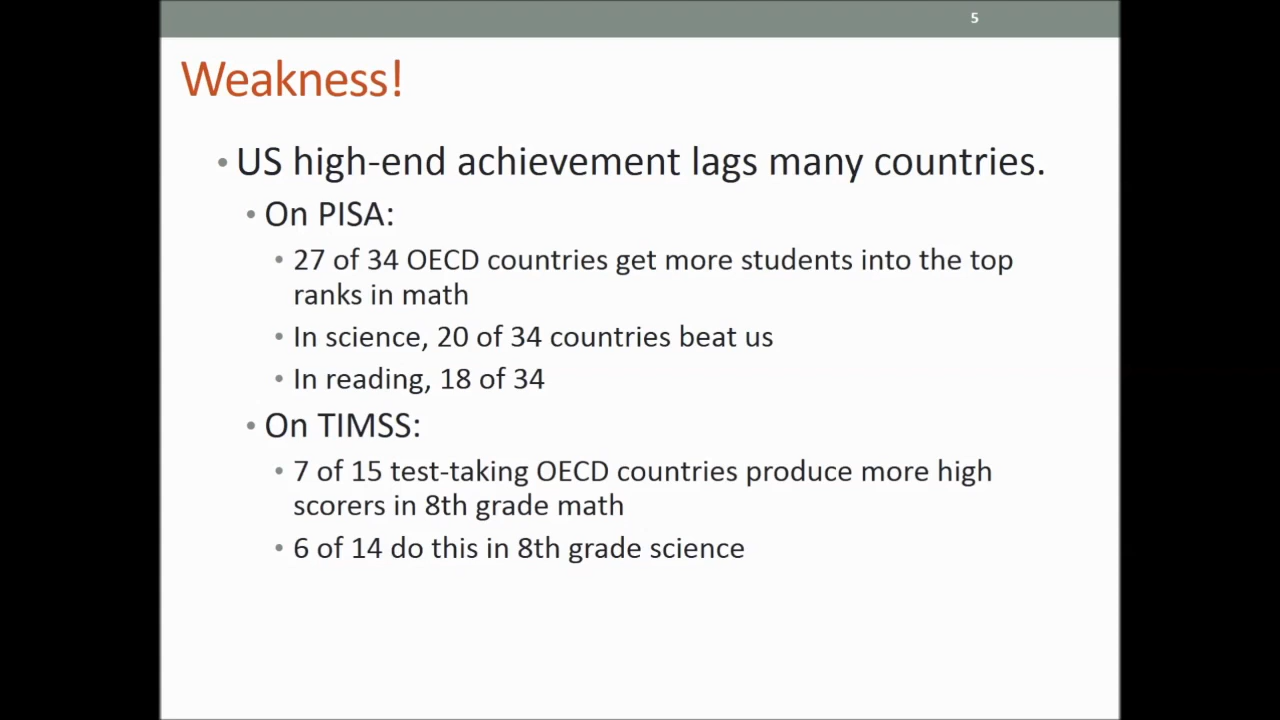 5
Weakness!
• US high-end achievement lags many countries.
• On PISA:
• 27 of 34 OECD countries get more students into the top
ranks in math
• In science, 20 of 34 countries beat us
• In reading, 18 of 34
• On TIMSS:
• 7 of 15 test-taking OECD countries produce more high
scorers in 8th grade math
• 6 of 14 do this in 8th grade science